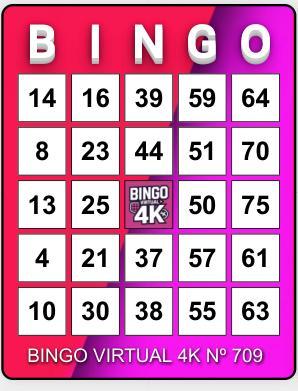 B I N G O
14 16 39 59 64
8 23 44 51 70
13 25 BINGO VIRTUAL 4K 50 75
4 21 37 57 61
10 30 38 55 63
BINGO VIRTUAL 4K Nº 709